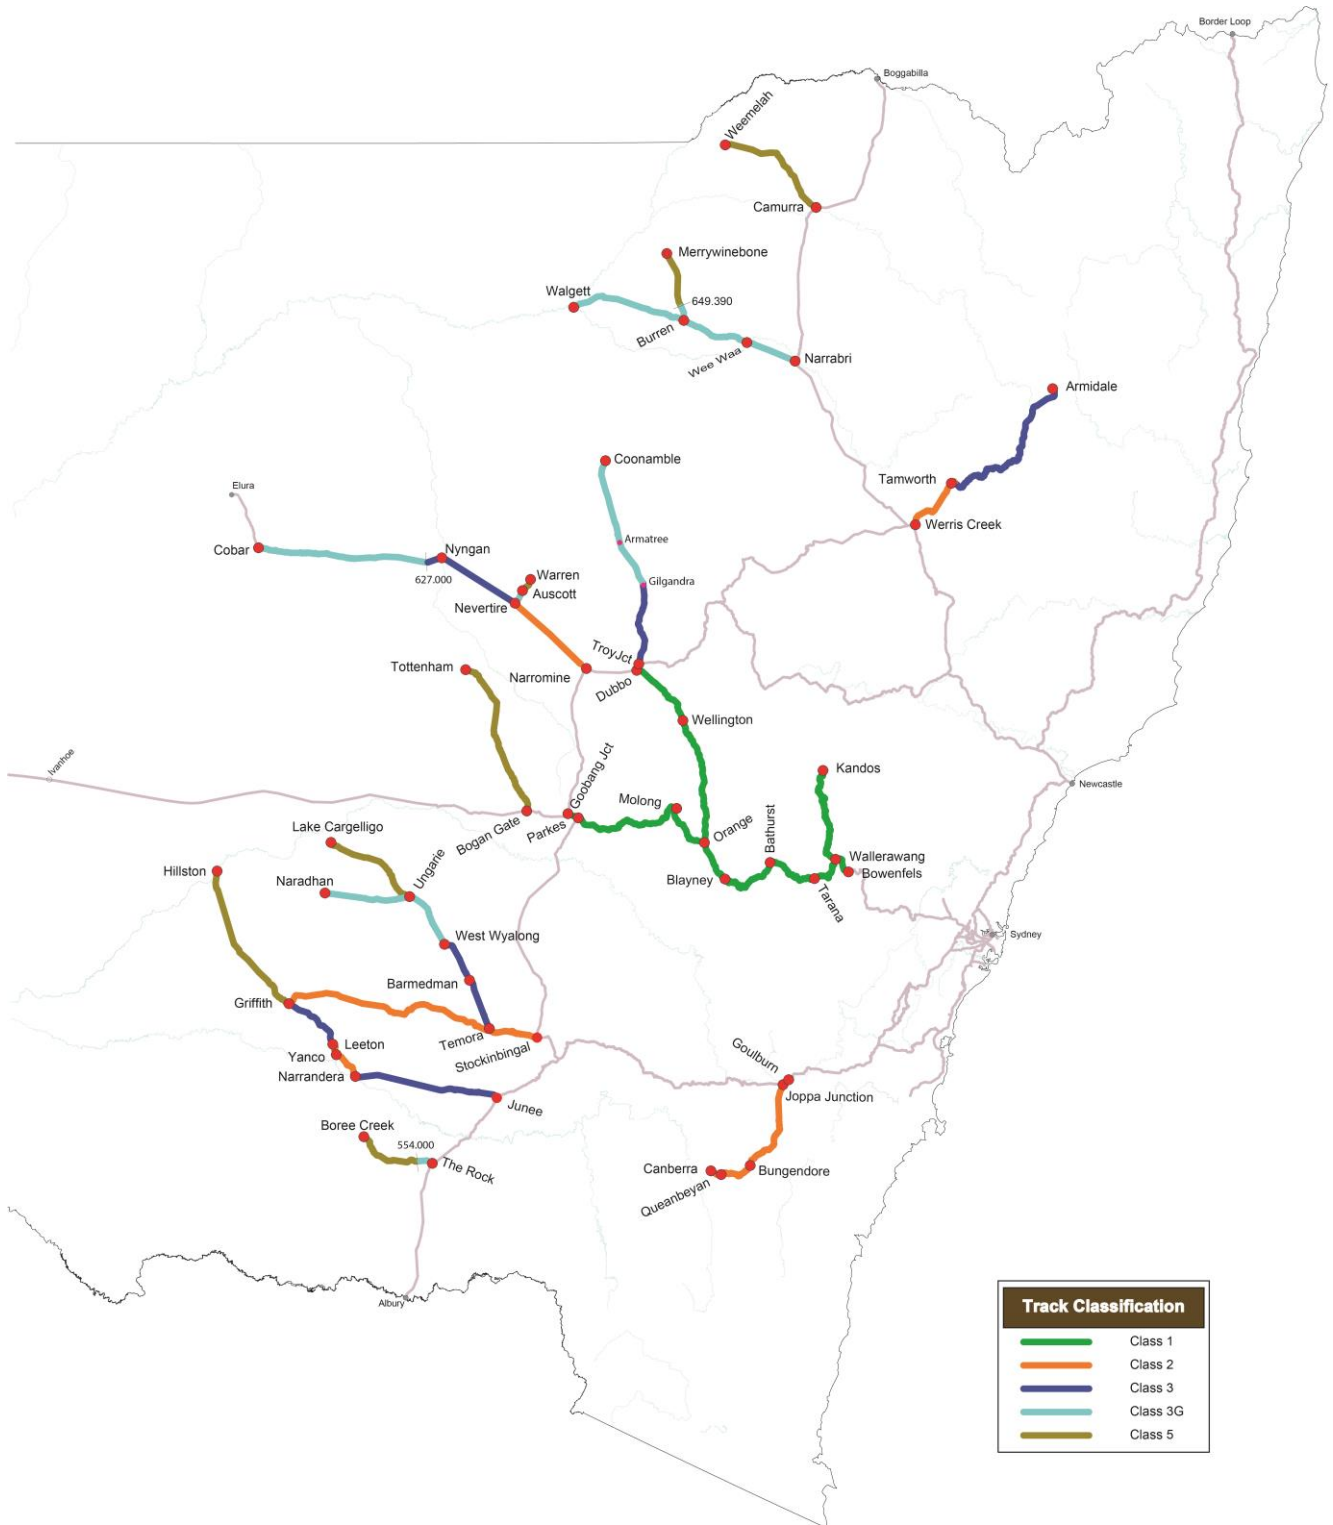 Border Loop
Boggabilla
Weemelah
Camurra
Merrywinebone
Walgett
649.390
Burren
Wee Waa
Narrabri
Armidale
Coonamble
Tamworth
Elura
Werris Creek
Armatree
Cobar
Nyngan
627.000
Warren
Gilgandra
Auscott
Nevertire
TroyJct
Tottenham
Narromine
Dubbo
Wellington
Ivanhoe
Goobang Jct
Kandos
Newcastle
Molong
Bogan Gate
Parkes
Orange
Bathurst
Lake Cargelligo
Ungarie
Hillston
Wallerawang
Bowenfels
Naradhan
Blayney
Tarana
West Wyalong
Sydney
Barmedman
Griffith
Temora
Leeton
Stockinbingal
Yanco
Goulburn
Narrandera
Joppa Junction
Junee
Boree Creek
554.000
The Rock
Canberra
Bungendore
Queanbeyan
Albury
Track Classification
Class 1
Class 2
Class 3
Class 3G
Class 5